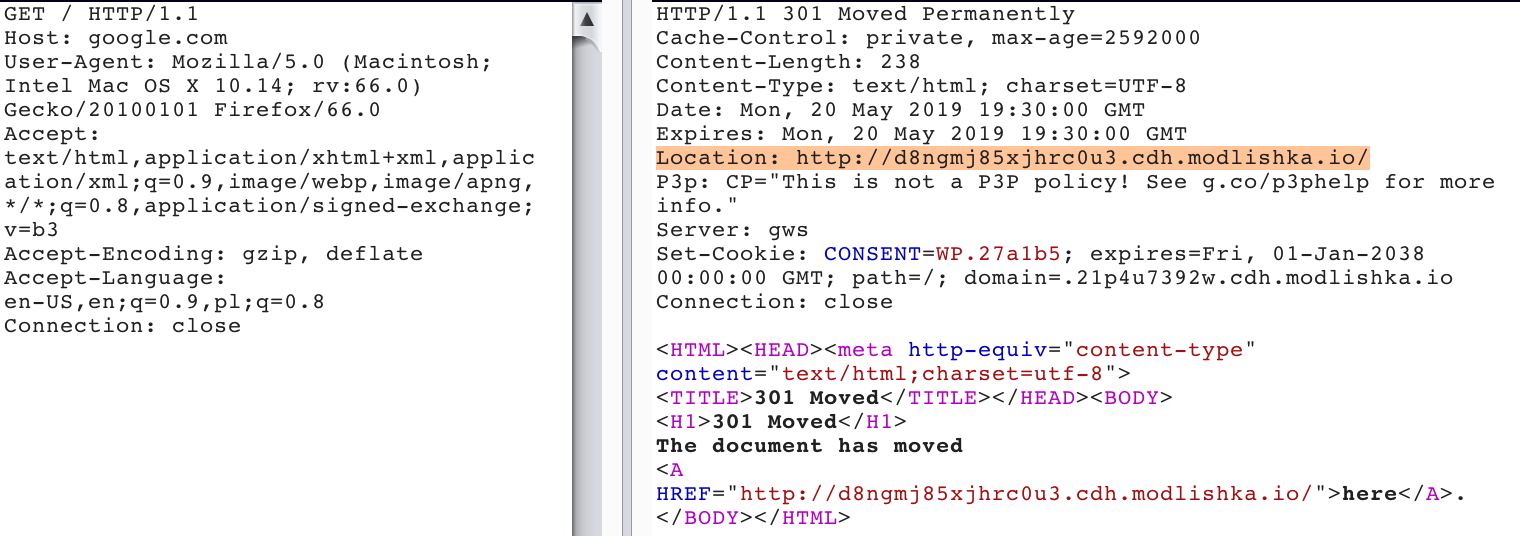 GET / HTTP/1.1
Host: google.com
User-Agent: Mozilla/5.0 (Macintosh;
Intel Mac OS X 10.14; rv:66.0)
Gecko/20100101 Firefox/66.0
Accept:
text/html,application/xhtml+xml,applic
ation/xml;q=0.9,image/webp,image/apng,
*/*;q=0.8,application/signed-exchange;
v=b3
Accept-Encoding: gzip, deflate
Accept-Language:
en-US,en;q=0.9,pl;q=0.8
Connection: close
HTTP/1.1 301 Moved Permanently
Cache-Control: private, max-age=2592000
Content-Length: 238
Content-Type: text/html; charset=UTF-8
Date: Mon, 20 May 2019 19:30:00 GMT
Expires: Mon, 20 May 2019 19:30:00 GMT
Location: http://d8ngmj85xjhrc0u3.cdh.modlishka.io/
P3p: CP="This is not a P3P policy! See g.co/p3phelp for more
info."
Server: gws
Set-Cookie: CONSENT=WP.27a1b5; expires=Fri, 01-Jan-2038
00:00:00 GMT; path=/; domain=.21p4u7392w.cdh.modlishka.io
Connection: close
<HTML><HEAD><meta http-equiv="content-type"
content="text/html;charset=utf-8">
<TITLE>301 Moved</TITLE></HEAD><BODY>
<H1>301 Moved</H1>
The document has moved
<A
HREF="http://d8ngmj85xjhrc0u3.cdh.modlishka.io/">here</A>.
</BODY></HTML>